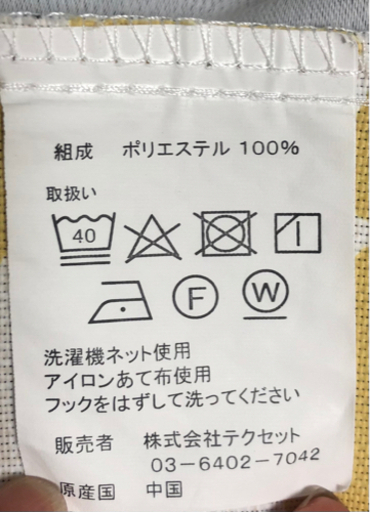 組成 ポリエステル 100%
取扱い
40
F W
洗濯機ネット使用
アイロンあて布使用
フックをはずして洗ってください
販売者 株式会社テクセット
03-6402-7042
原産国 中国